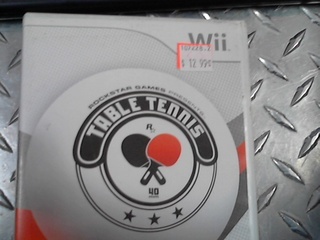 Wii
$ 12.99
ROCKSTAR GAMES PRESENTS
TABLE TENNIS
R
40